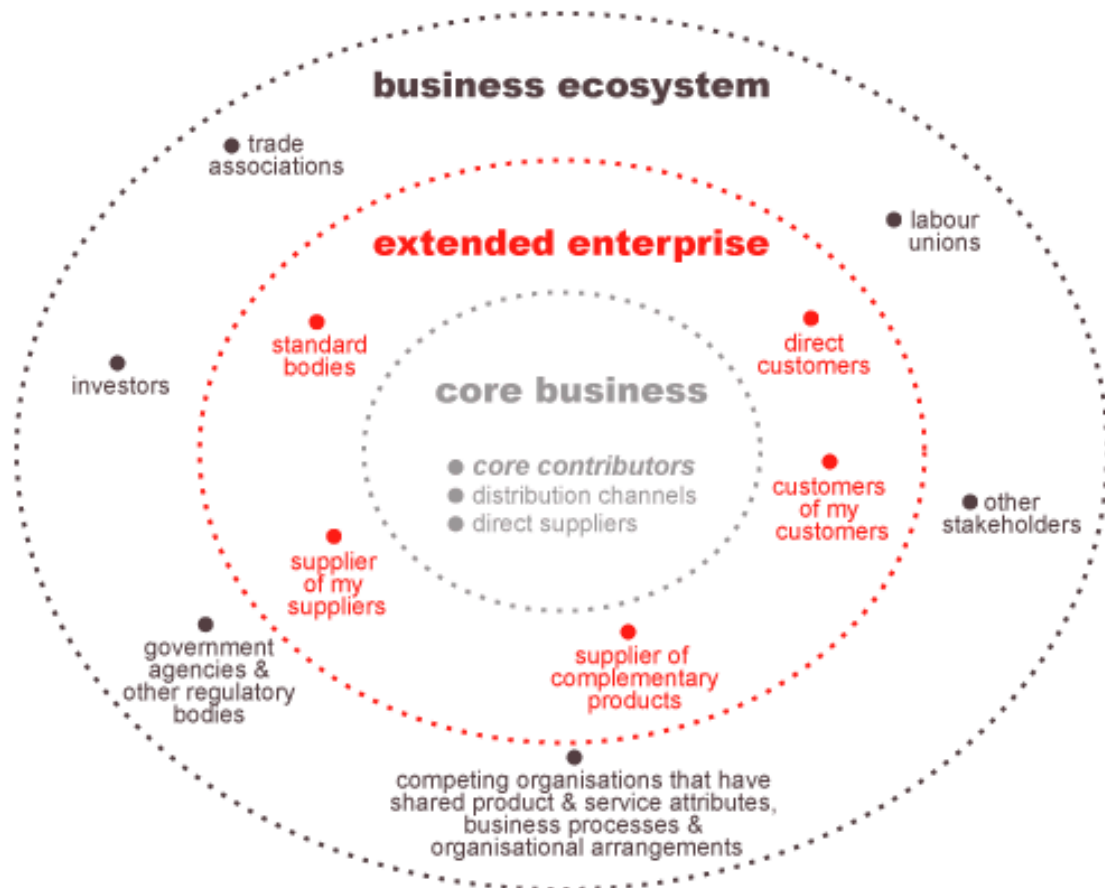 business ecosystem
trade
associations
labour
unions
extended enterprise
standard
bodies
direct
customers
investors
core business
core contributors
distribution channels
direct suppliers
customers
of my
customers
other
stakeholders
supplier
of my
suppliers
government
agencies &
other regulatory
bodies
supplier of
complementary
products
competing organisations that have
shared product & service attributes,
business processes &
organisational arrangements